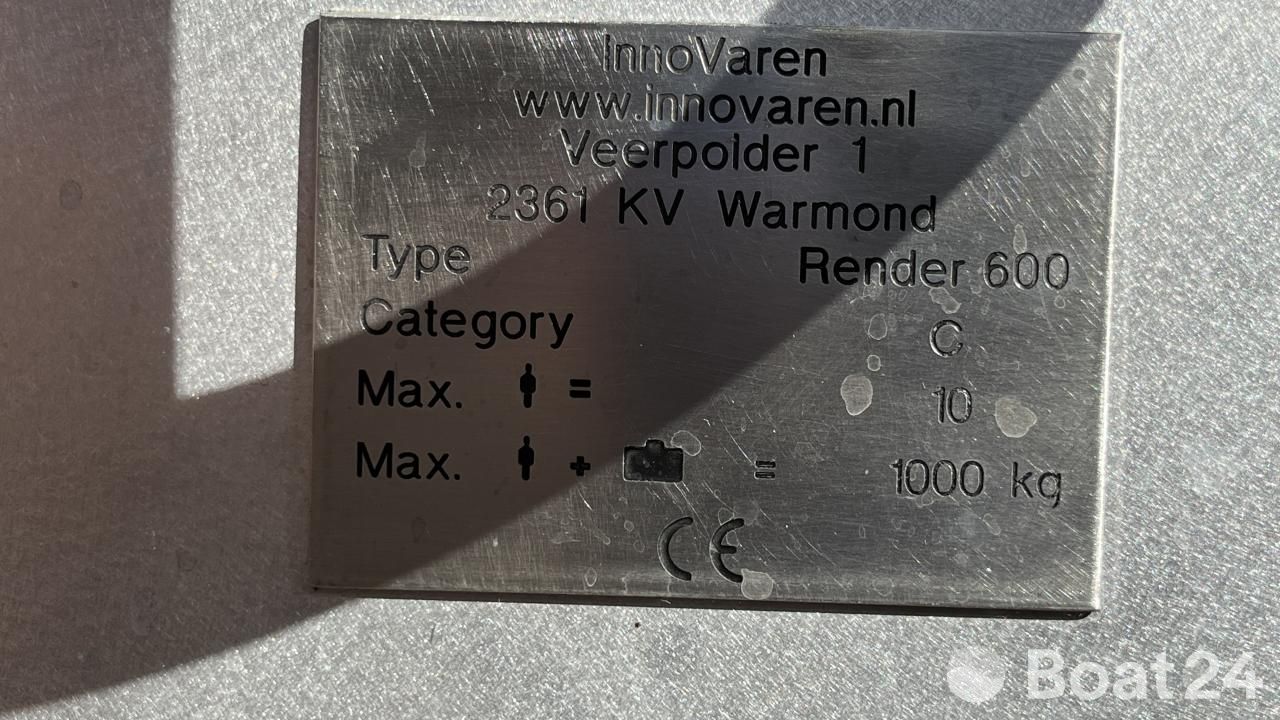 InnoVaren
www.innovaren.nl
Veerpolder 1
2361 KV Warmond
Type Render 600
Category C
Max. = 10
Max. + = 1000 kg
CE
Boat24